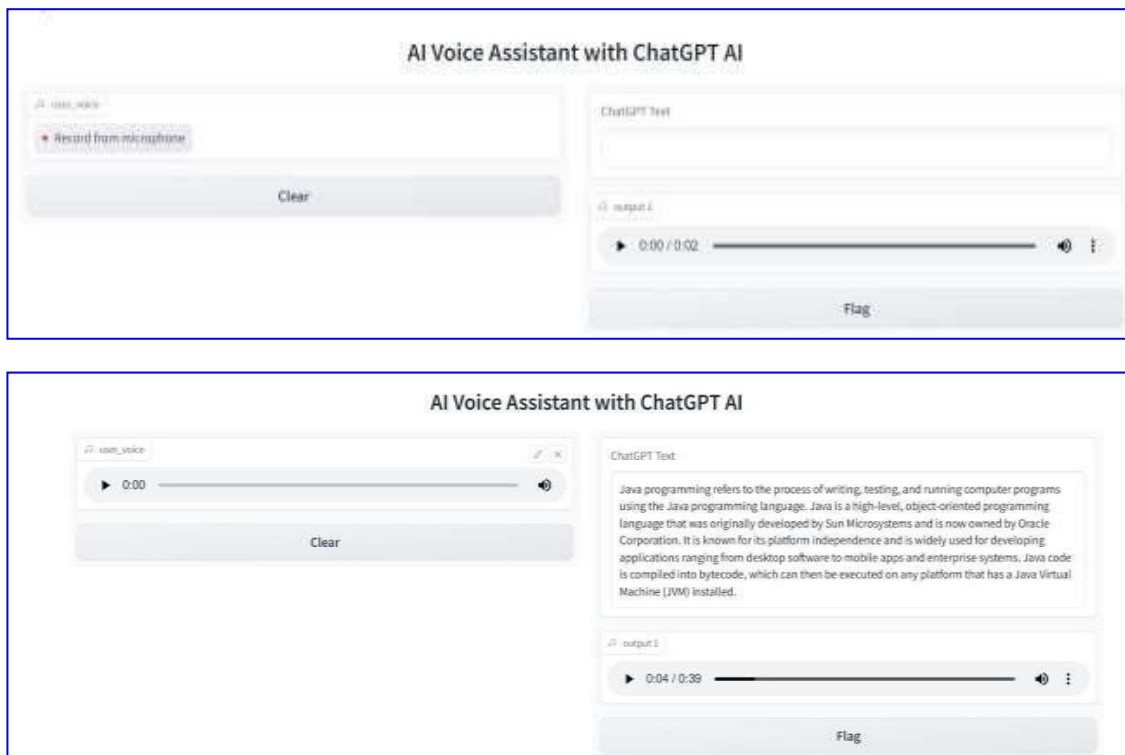 AI Voice Assistant with ChatGPT AI
user_voice
Record from microphone
Clear
ChatGPT Text
output 1
0:00 / 0:02
Flag
AI Voice Assistant with ChatGPT AI
user_voice
0:00
Clear
ChatGPT Text
Java programming refers to the process of writing, testing, and running computer programs
using the Java programming language. Java is a high-level, object-oriented programming
language that was originally developed by Sun Microsystems and is now owned by Oracle
Corporation. It is known for its platform independence and is widely used for developing
applications ranging from desktop software to mobile apps and enterprise systems. Java code
is compiled into bytecode, which can then be executed on any platform that has a Java Virtual
Machine (JVM) installed.
output 1
0:04 / 0:39
Flag